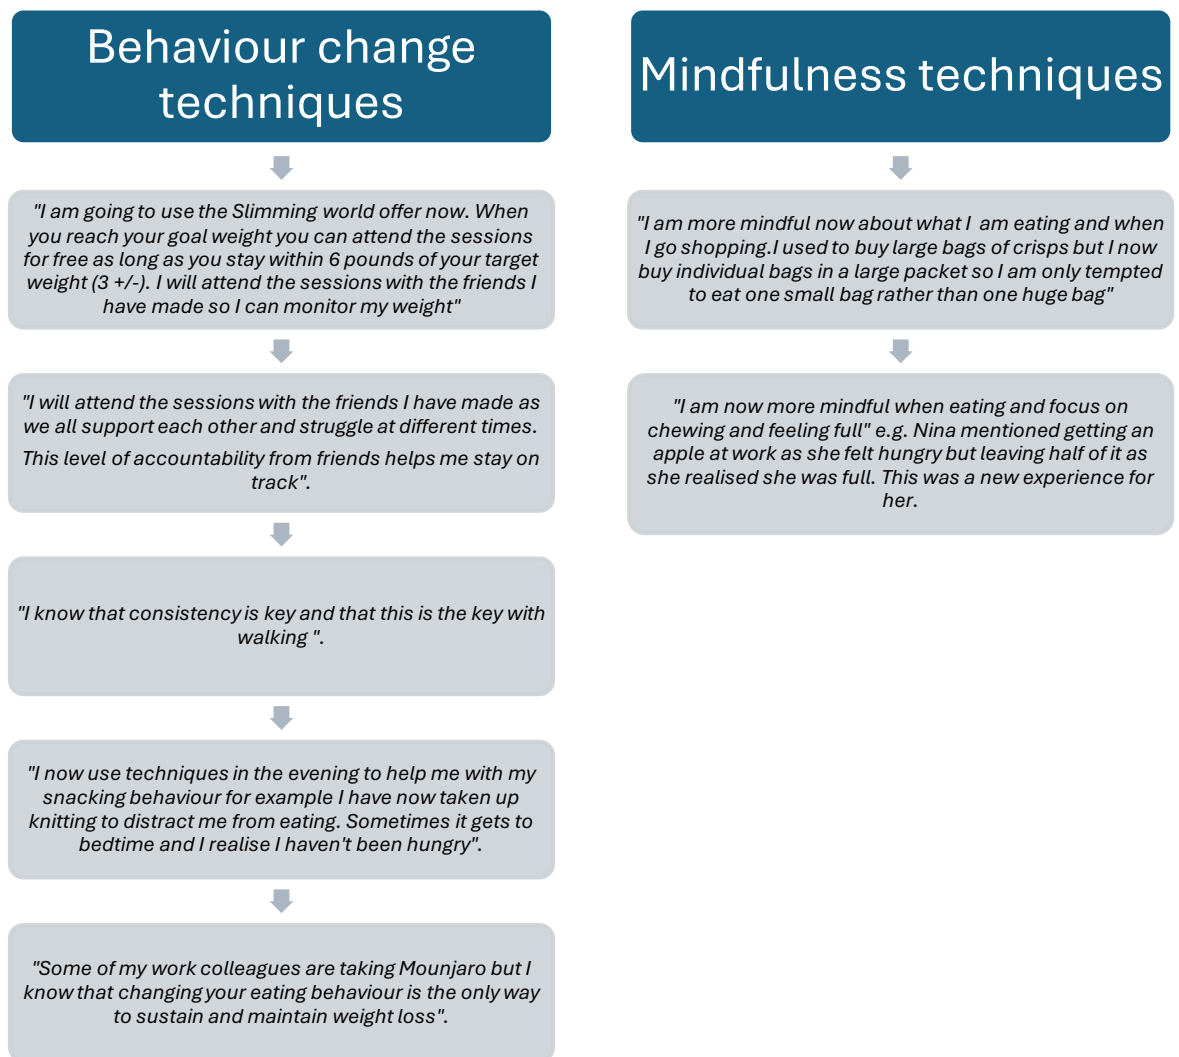 Behaviour change
techniques
"I am going to use the Slimming world offer now. When
you reach your goal weight you can attend the sessions
for free as long as you stay within 6 pounds of your target
weight (3 +/-). I will attend the sessions with the friends I
have made so I can monitor my weight"
"I will attend the sessions with the friends I have made as
we all support each other and struggle at different times.
This level of accountability from friends helps me stay on
track".
"I know that consistency is key and that this is the key with
walking ".
"I now use techniques in the evening to help me with my
snacking behaviour for example I have now taken up
knitting to distract me from eating. Sometimes it gets to
bedtime and I realise I haven't been hungry".
"Some of my work colleagues are taking Mounjaro but I
know that changing your eating behaviour is the only way
to sustain and maintain weight loss".
Mindfulness techniques
"I am more mindful now about what I am eating and when
I go shopping.I used to buy large bags of crisps but I now
buy individual bags in a large packet so I am only tempted
to eat one small bag rather than one huge bag"
"I am now more mindful when eating and focus on
chewing and feeling full" e.g. Nina mentioned getting an
apple at work as she felt hungry but leaving half of it as
she realised she was full. This was a new experience for
her.